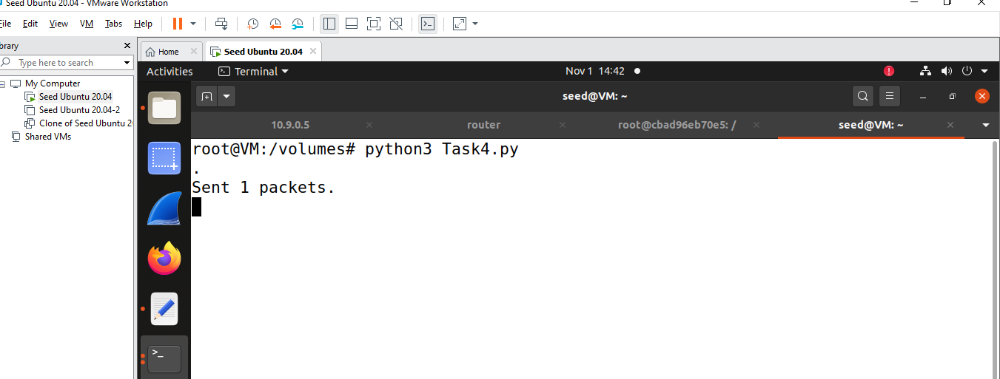 Seed Ubuntu 20.04 - VMware Workstation
File Edit View VM Tabs Help
brary
Home
Seed Ubuntu 20.04
Type here to search
Activities
Terminal
Nov 1 14:42
My Computer
Seed Ubuntu 20.04
Seed Ubuntu 20.04-2
Clone of Seed Ubuntu 2
Shared VMs
seed@VM: ~
10.9.0.5
router
root@cbad96eb70e5: /
seed@VM: ~
root@VM:/volumes# python3 Task4.py
.
Sent 1 packets.
>_